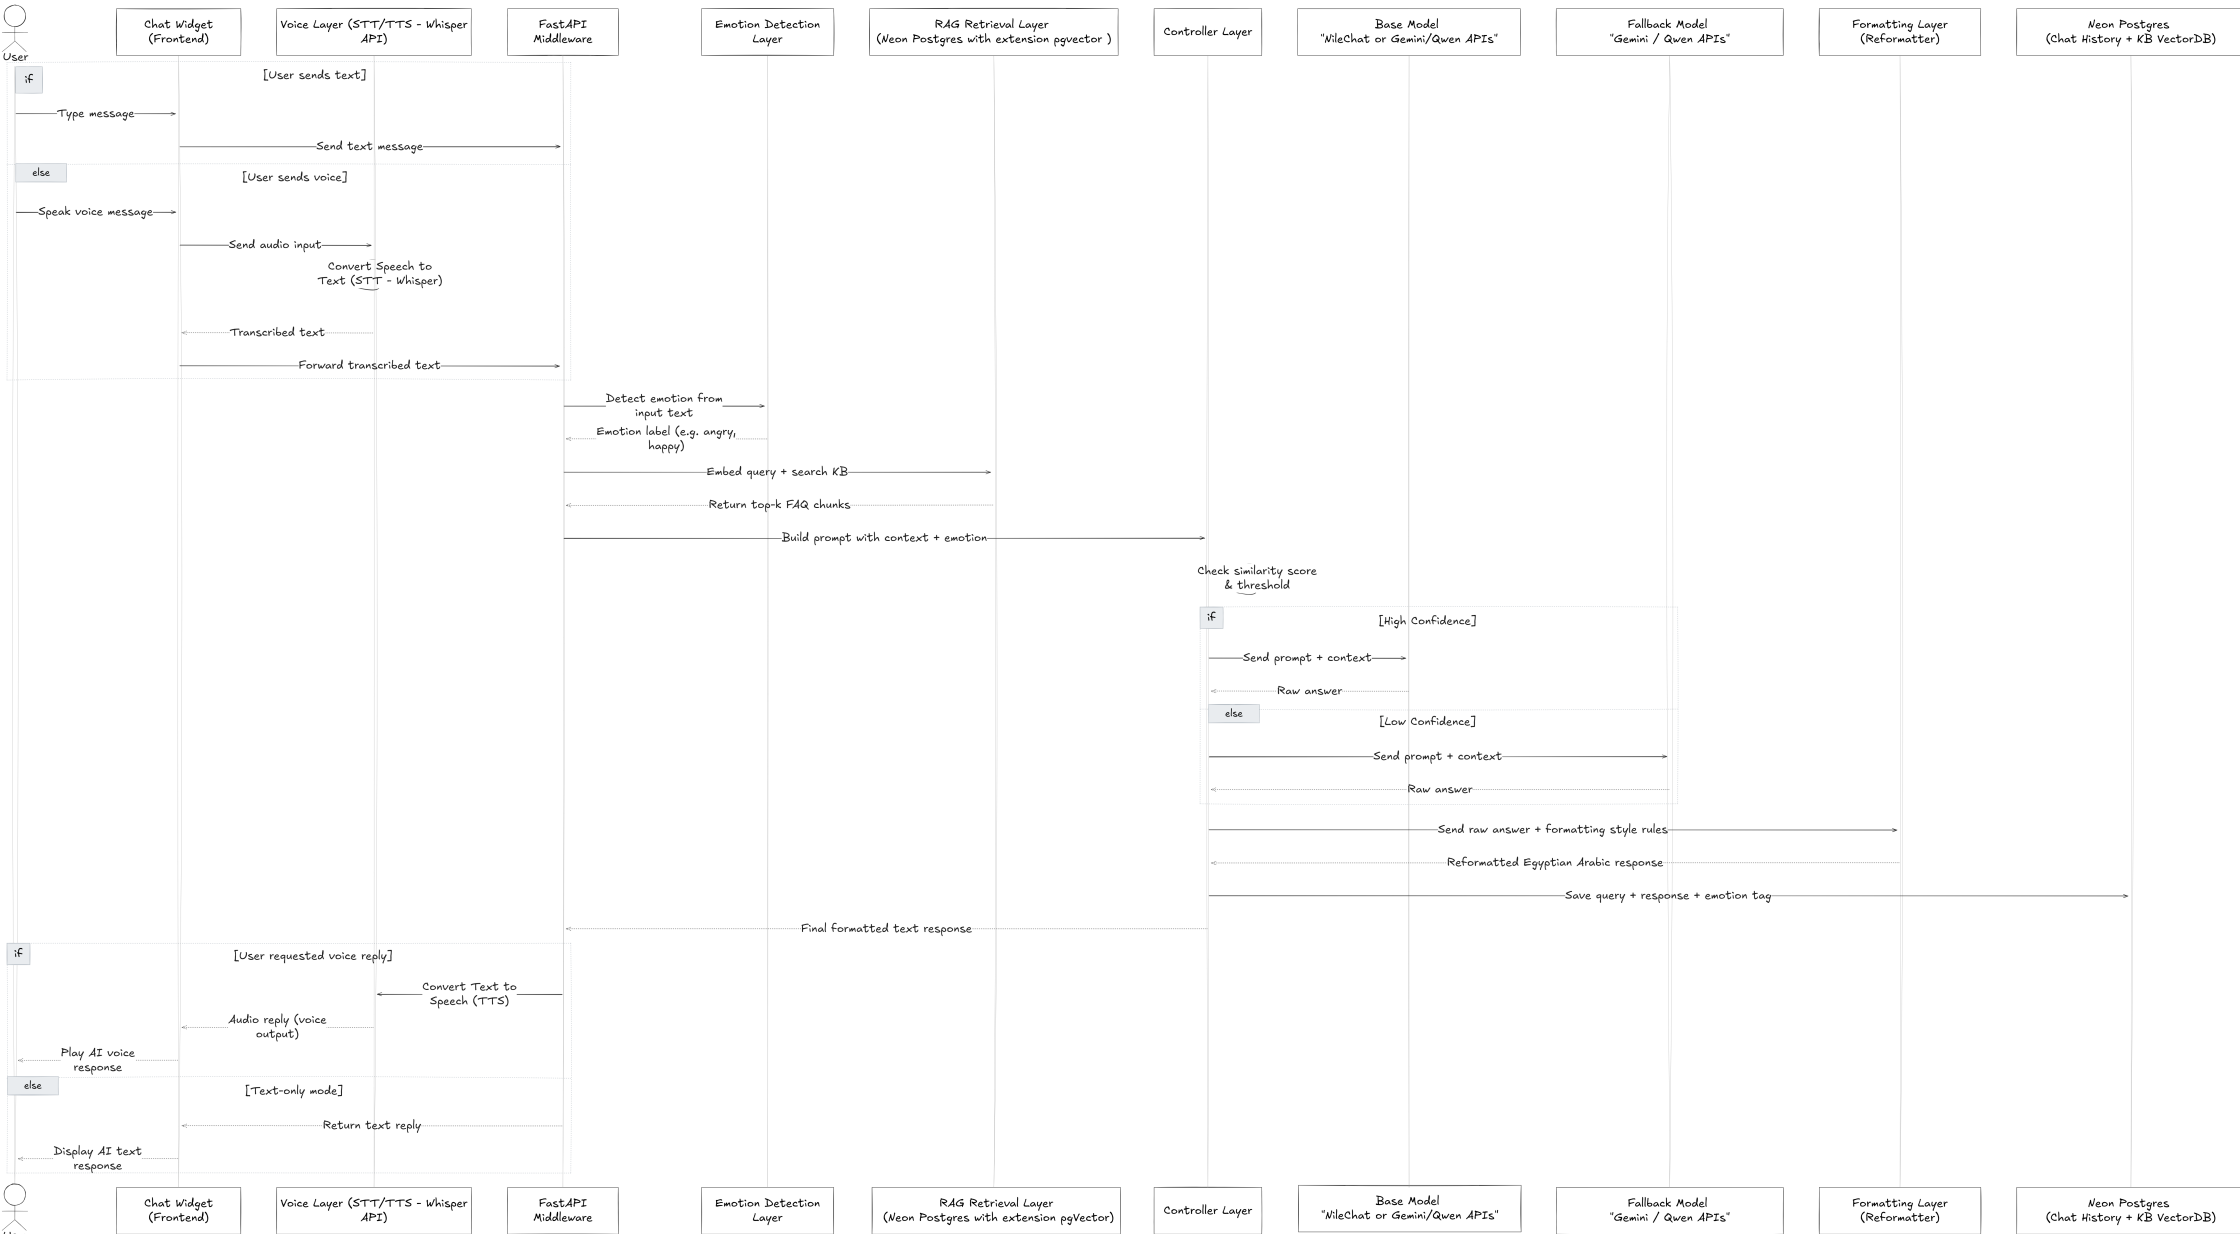 Chat Widget
(Frontend)
Voice Layer (STT/TTS - Whisper
API)
FastAPI
Middleware
Emotion Detection
Layer
RAG Retrieval Layer
(Neon Postgres with extension pgvector )
Controller Layer
Base Model
"NileChat or Gemini/Qwen APIs"
Fallback Model
"Gemini / Qwen APIs"
Formatting Layer
(Reformatter)
Neon Postgres
(Chat History + KB VectorDB)
User
if
[User sends text]
Type message
Send text message
else
[User sends voice]
Speak voice message
Send audio input
Convert Speech to
Text (STT - Whisper)
Transcribed text
Forward transcribed text
Detect emotion from
input text
Emotion label (e.g. angry,
happy)
Embed query + search KB
Return top-k FAQ chunks
Build prompt with context + emotion
Check similarity score
& threshold
if
[High Confidence]
Send prompt + context
Raw answer
else
[Low Confidence]
Send prompt + context
Raw answer
Send raw answer + formatting style rules
Reformatted Egyptian Arabic response
Save query + response + emotion tag
Final formatted text response
if
[User requested voice reply]
Convert Text to
Speech (TTS)
Audio reply (voice
output)
Play AI voice
response
else
[Text-only mode]
Return text reply
Display AI text
response
Chat Widget
(Frontend)
Voice Layer (STT/TTS - Whisper
API)
FastAPI
Middleware
Emotion Detection
Layer
RAG Retrieval Layer
(Neon Postgres with extension pgVector)
Controller Layer
Base Model
"NileChat or Gemini/Qwen APIs"
Fallback Model
"Gemini / Qwen APIs"
Formatting Layer
(Reformatter)
Neon Postgres
(Chat History + KB VectorDB)